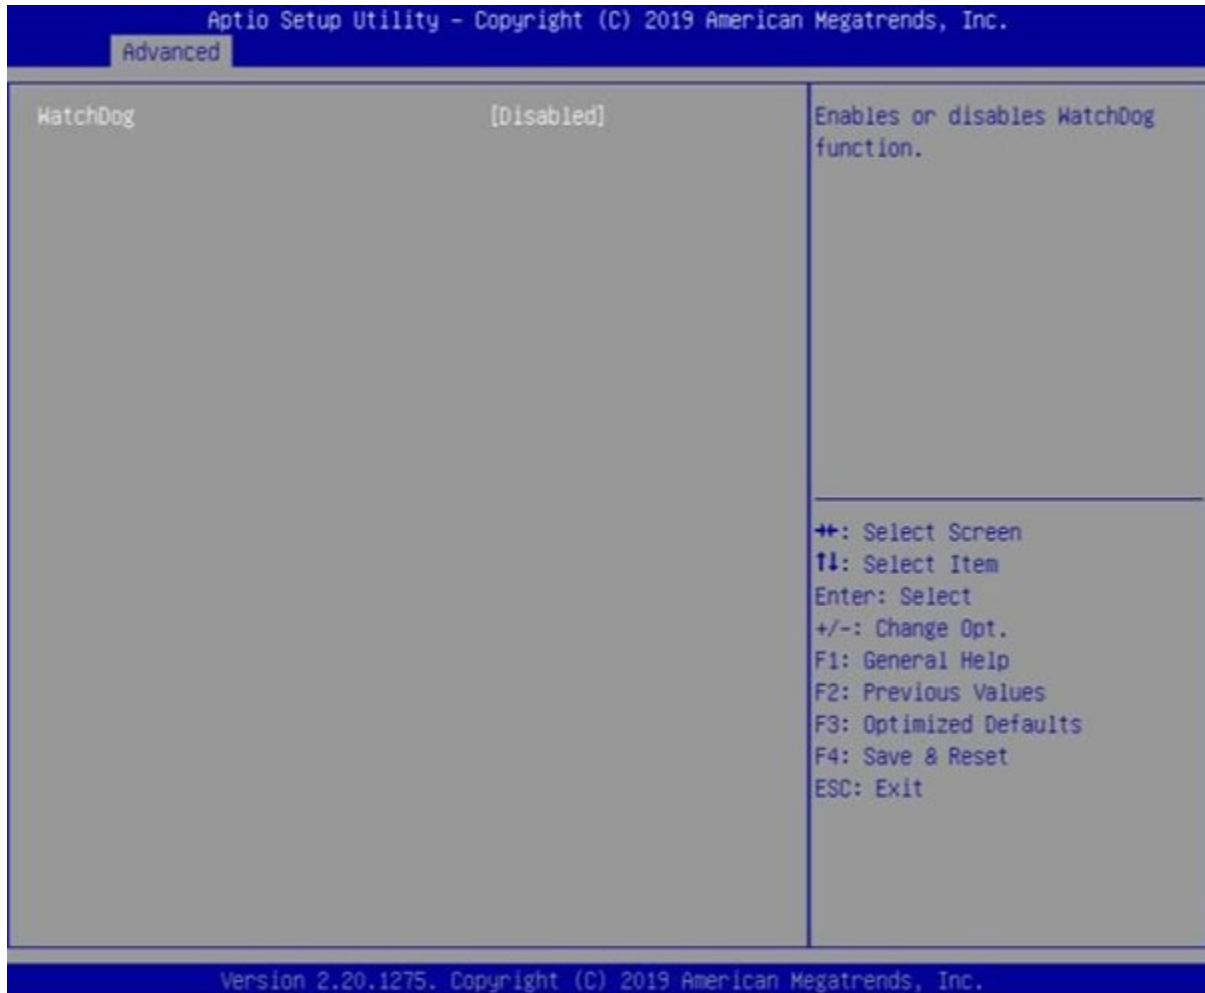 Aptio Setup Utility – Copyright (C) 2019 American Megatrends, Inc.
Advanced
WatchDog [Disabled]
Enables or disables WatchDog
function.
→←: Select Screen
↑↓: Select Item
Enter: Select
+/-: Change Opt.
F1: General Help
F2: Previous Values
F3: Optimized Defaults
F4: Save & Reset
ESC: Exit
Version 2.20.1275. Copyright (C) 2019 American Megatrends, Inc.